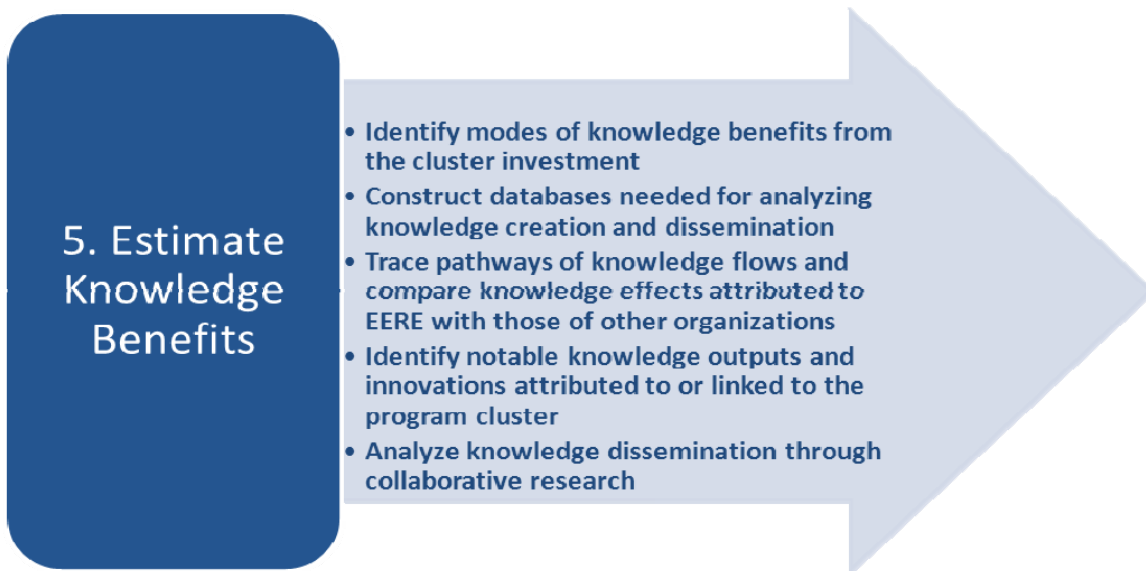 5. Estimate
Knowledge
Benefits
• Identify modes of knowledge benefits from
the cluster investment
• Construct databases needed for analyzing
knowledge creation and dissemination
• Trace pathways of knowledge flows and
compare knowledge effects attributed to
EERE with those of other organizations
• Identify notable knowledge outputs and
innovations attributed to or linked to the
program cluster
• Analyze knowledge dissemination through
collaborative research